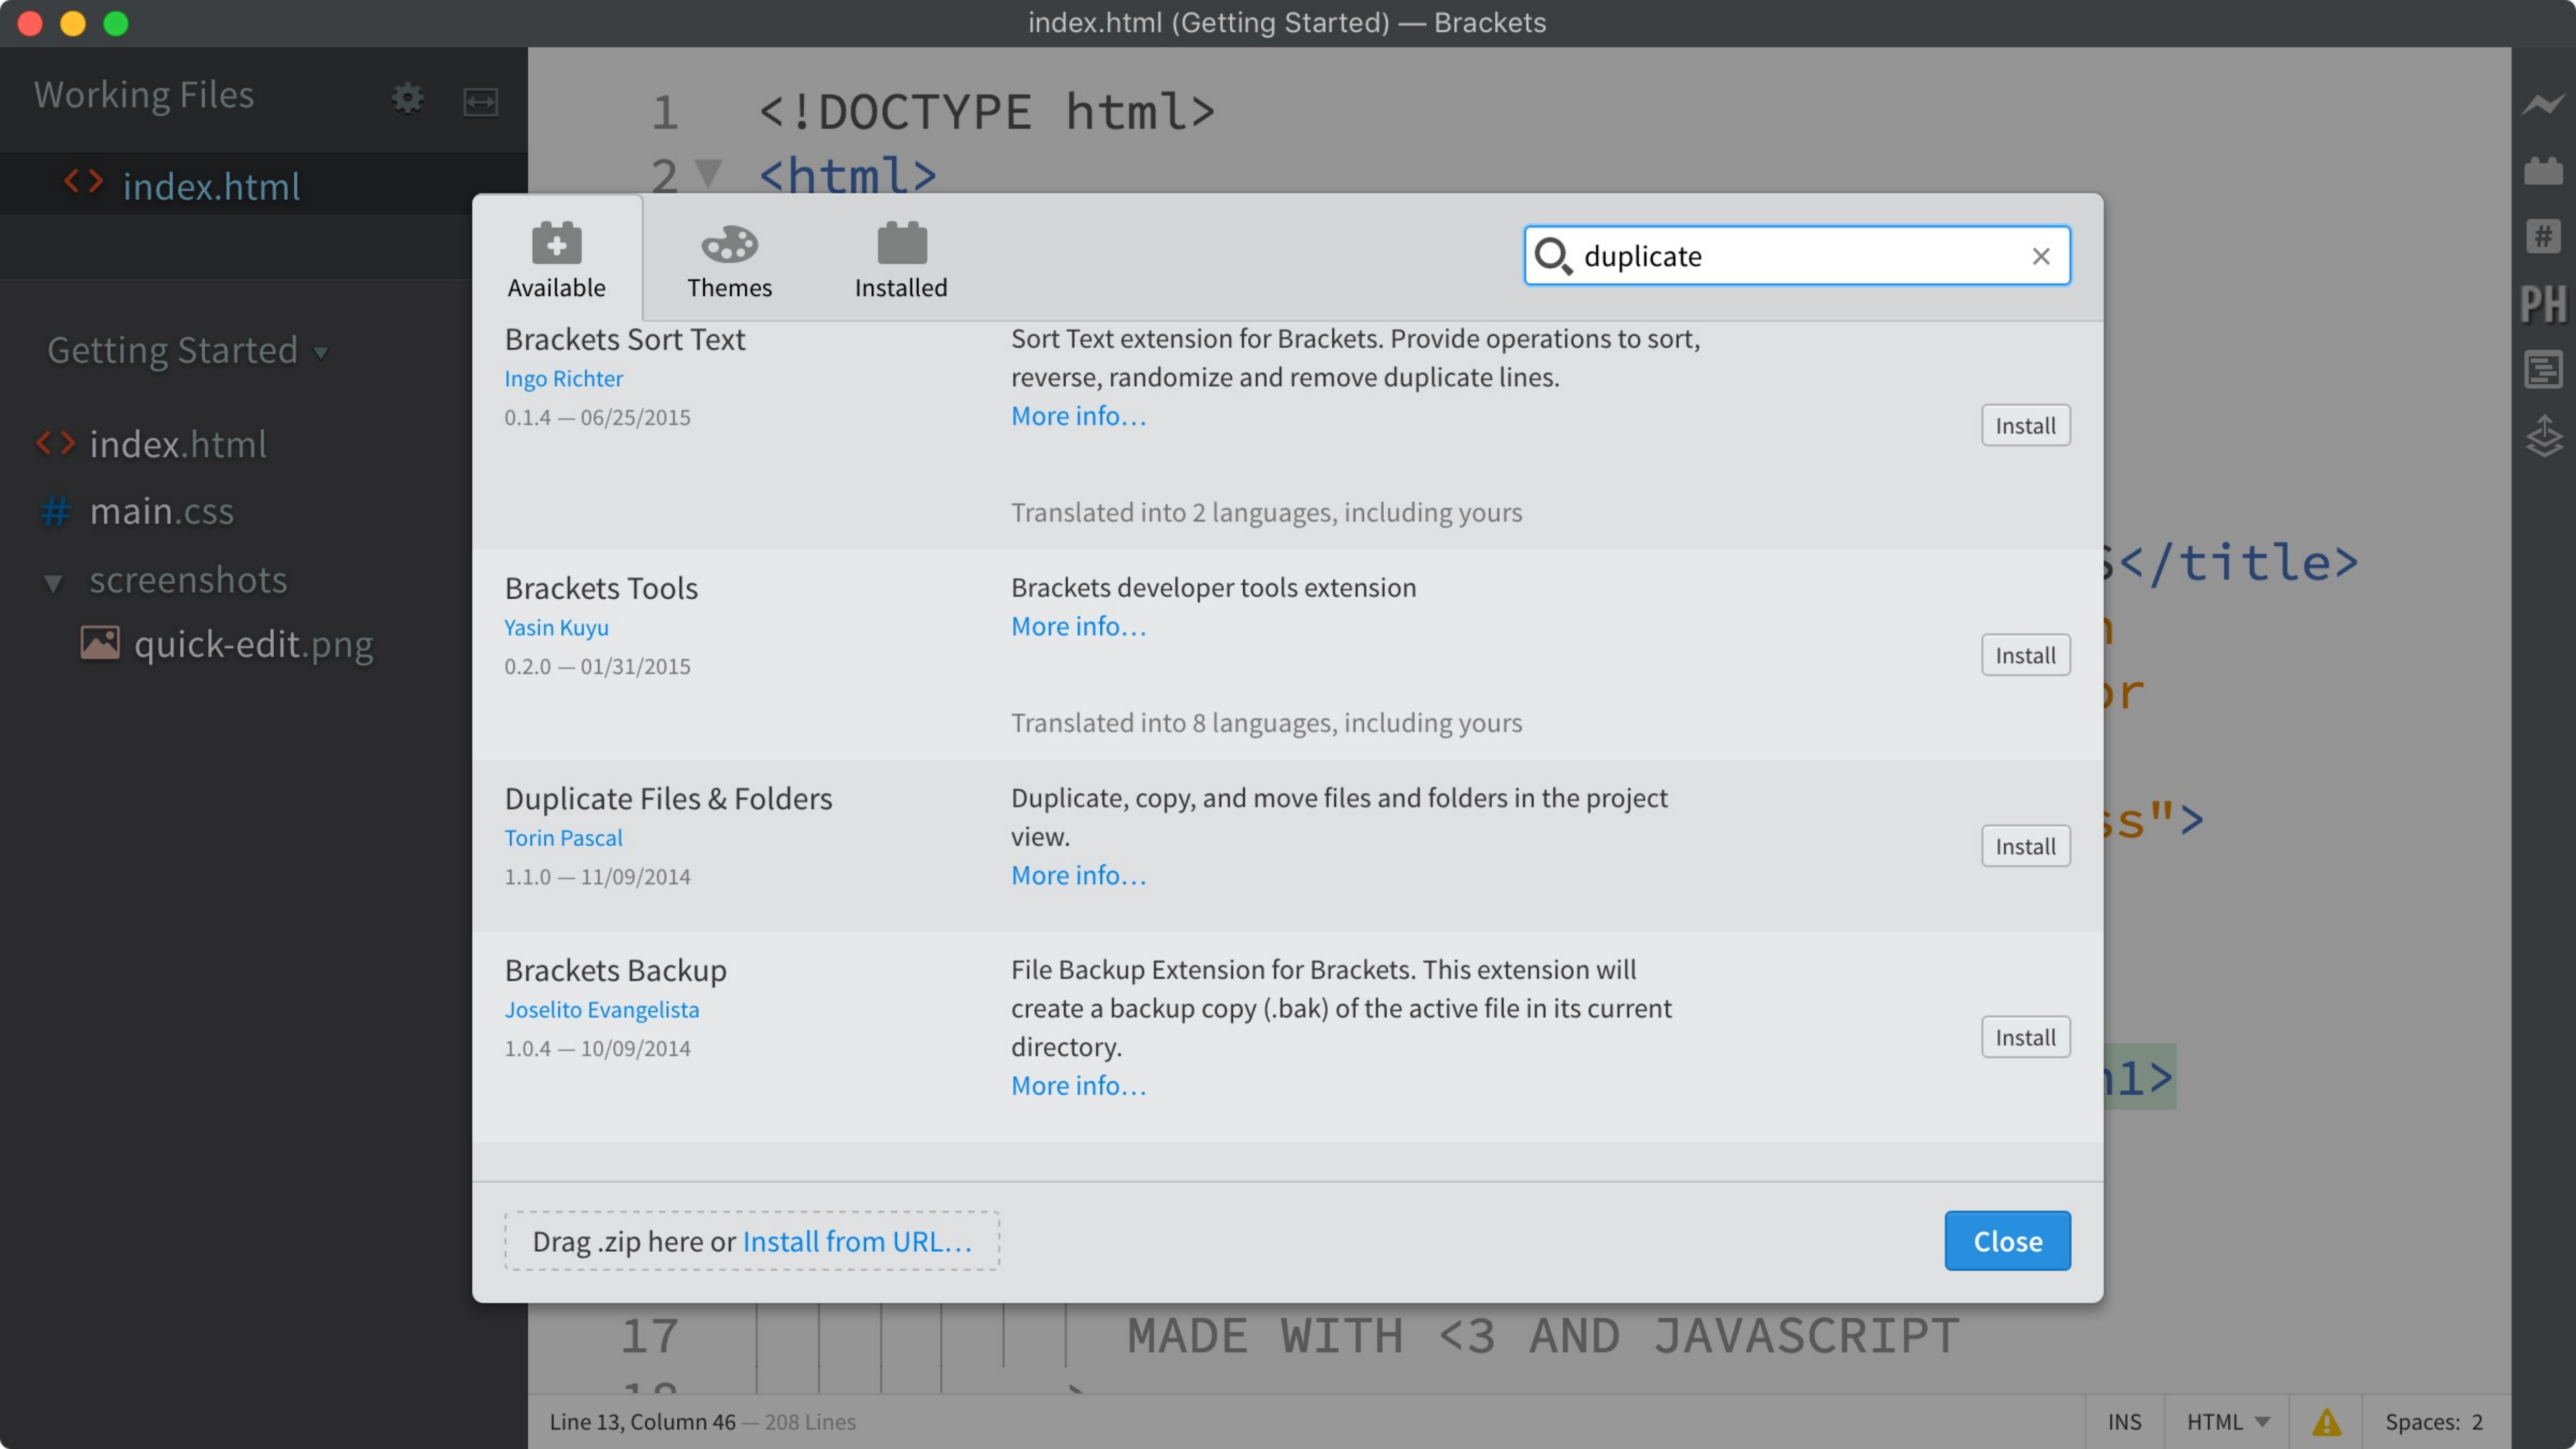 index.html (Getting Started) — Brackets
Working Files
index.html
Getting Started
index.html
main.css
screenshots
quick-edit.png
1 <!DOCTYPE html>
2 <html>
Available
Themes
Installed
duplicate
Brackets Sort Text
Ingo Richter
0.1.4 — 06/25/2015
Sort Text extension for Brackets. Provide operations to sort,
reverse, randomize and remove duplicate lines.
More info…
Install
Translated into 2 languages, including yours
Brackets Tools
Yasin Kuyu
0.2.0 — 01/31/2015
Brackets developer tools extension
More info…
Install
Translated into 8 languages, including yours
Duplicate Files & Folders
Torin Pascal
1.1.0 — 11/09/2014
Duplicate, copy, and move files and folders in the project
view.
More info…
Install
Brackets Backup
Joselito Evangelista
1.0.4 — 10/09/2014
File Backup Extension for Brackets. This extension will
create a backup copy (.bak) of the active file in its current
directory.
More info…
Install
Drag .zip here or Install from URL…
Close
</title>
or
ss">
h1>
17 MADE WITH <3 AND JAVASCRIPT
Line 13, Column 46 — 208 Lines
INS
HTML
Spaces: 2
#
PH